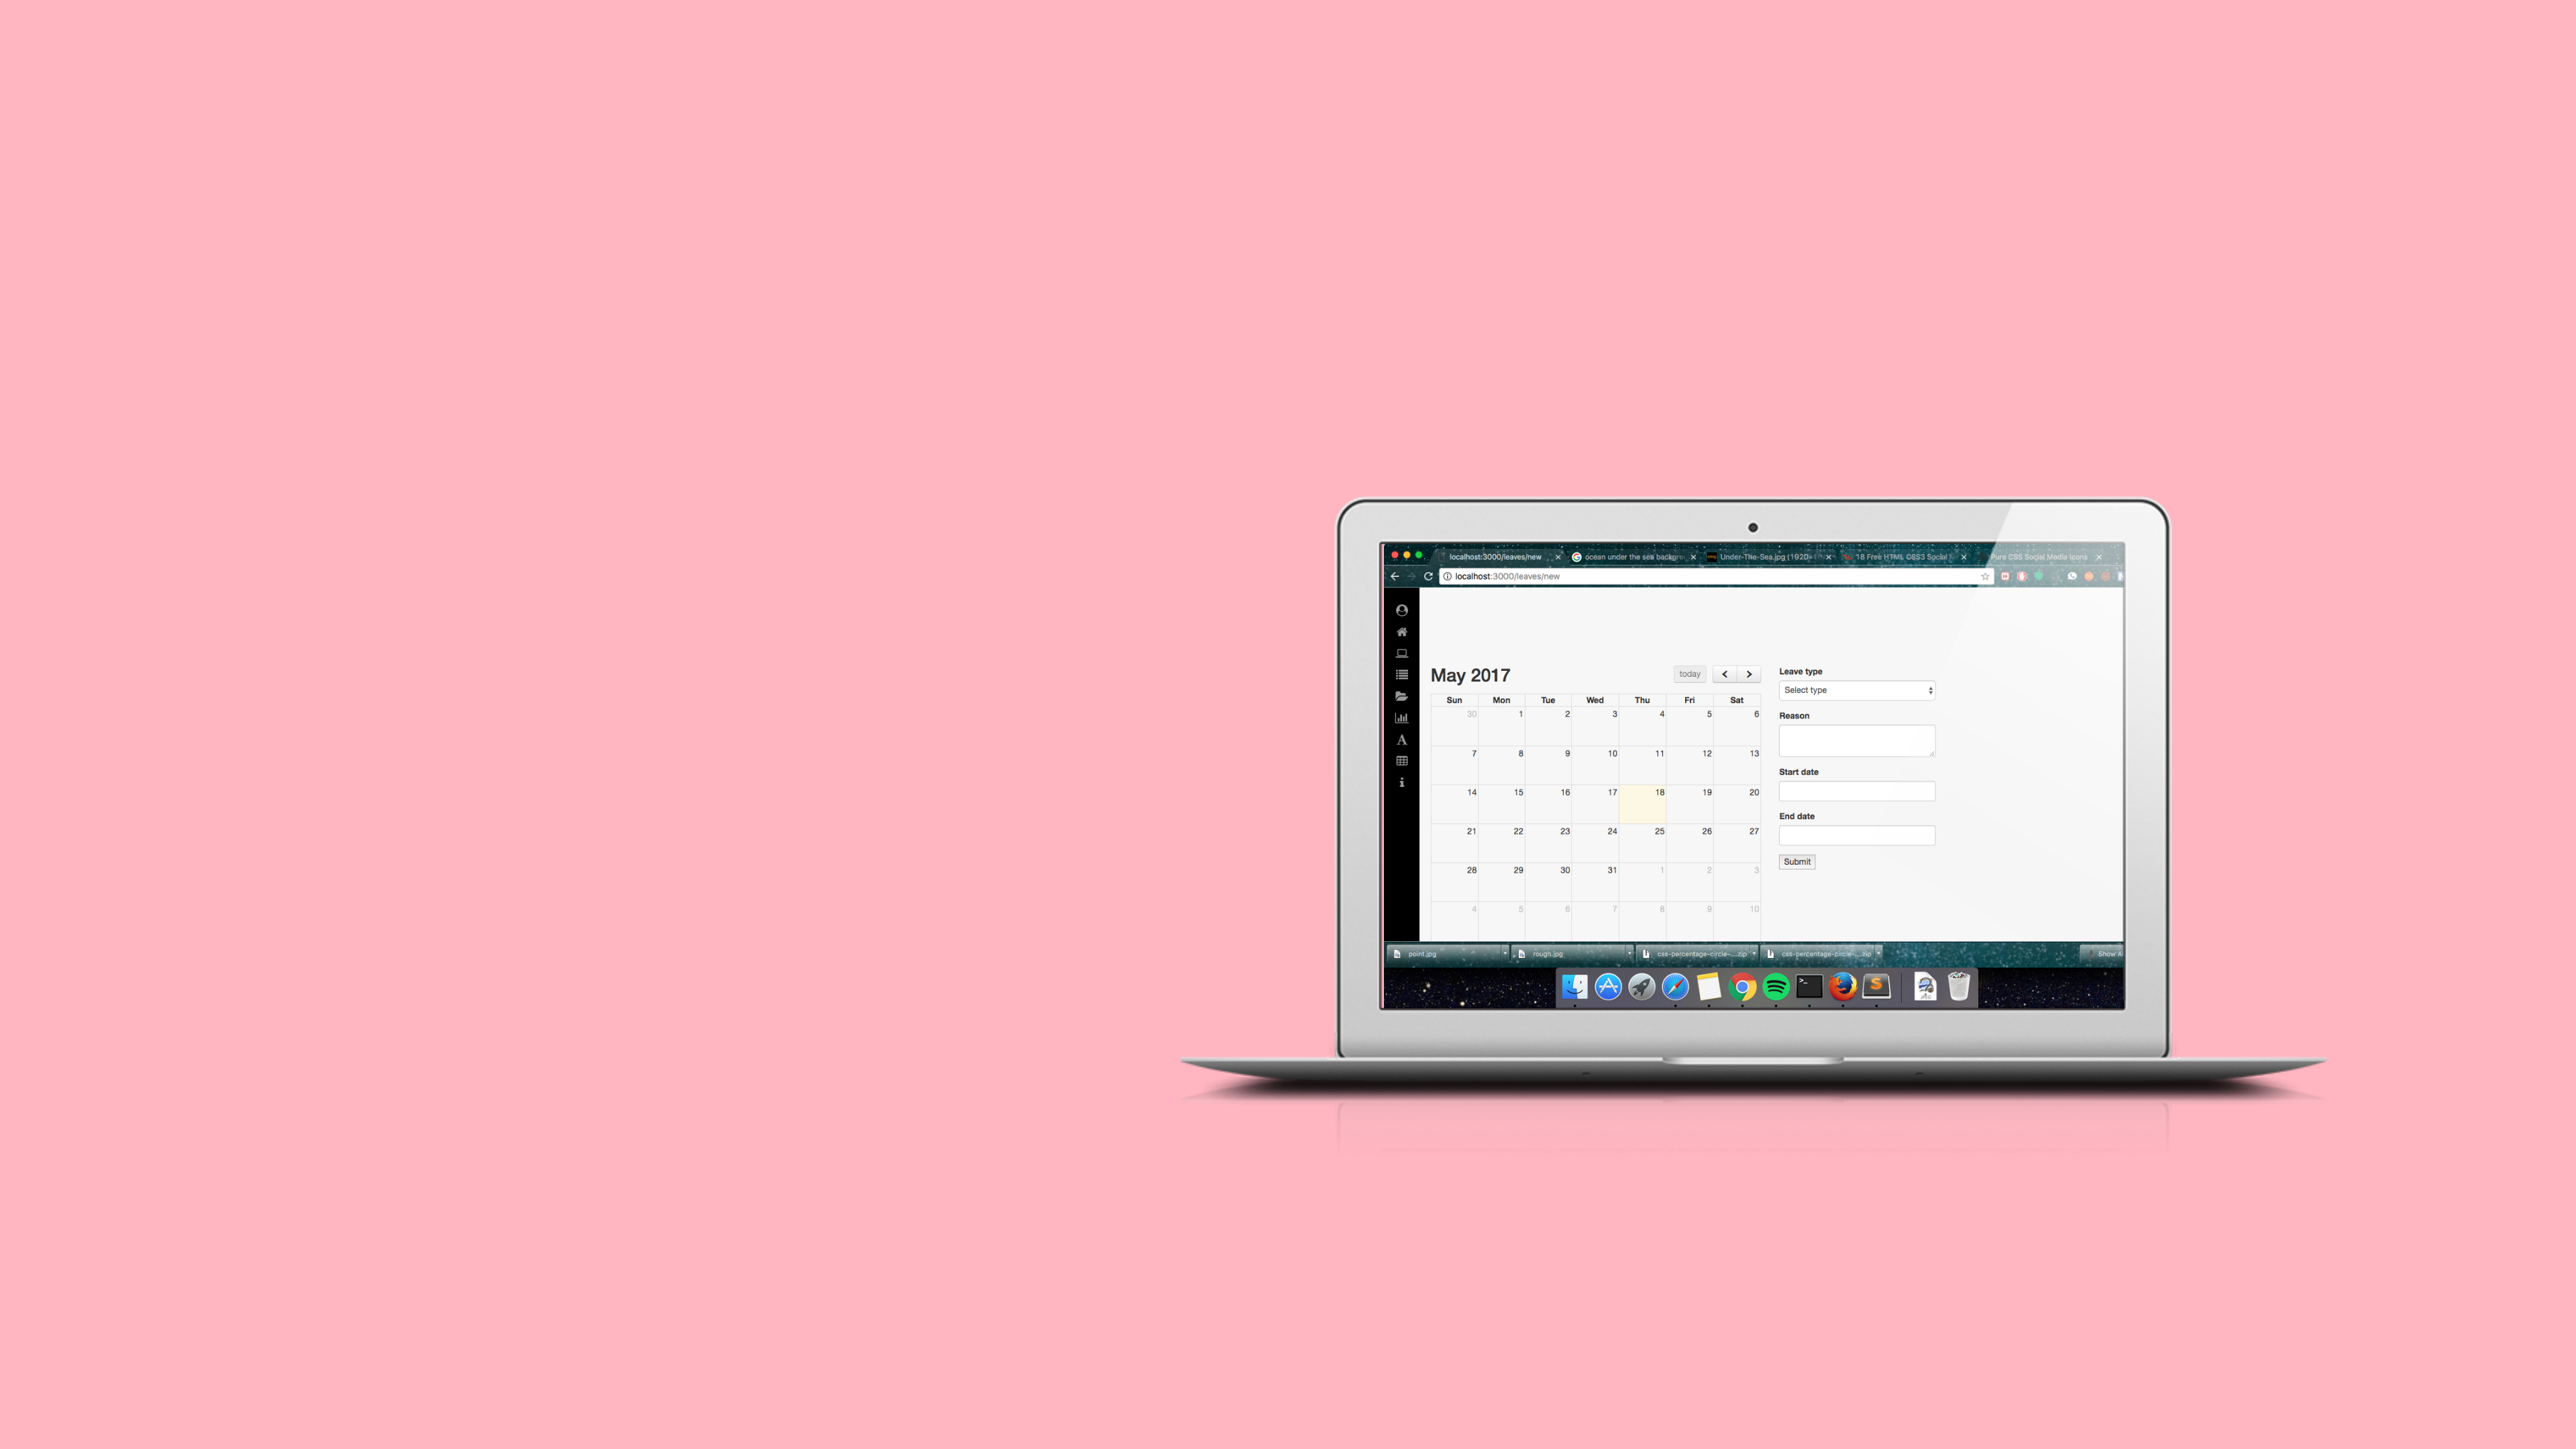 localhost:3000/leaves/new
ocean under the sea backgro
Under-The-Sea.jpg (1920×
18 Free HTML CSS3 Social
Pure CSS Social Media Icons
localhost:3000/leaves/new
May 2017
today
Sun Mon Tue Wed Thu Fri Sat
30 1 2 3 4 5 6
7 8 9 10 11 12 13
14 15 16 17 18 19 20
21 22 23 24 25 26 27
28 29 30 31 1 2 3
4 5 6 7 8 9 10
Leave type
Select type
Reason
Start date
End date
Submit
point.jpg
rough.jpg
css-percentage-circle-....zip
css-percentage-circle-....zip
Show A